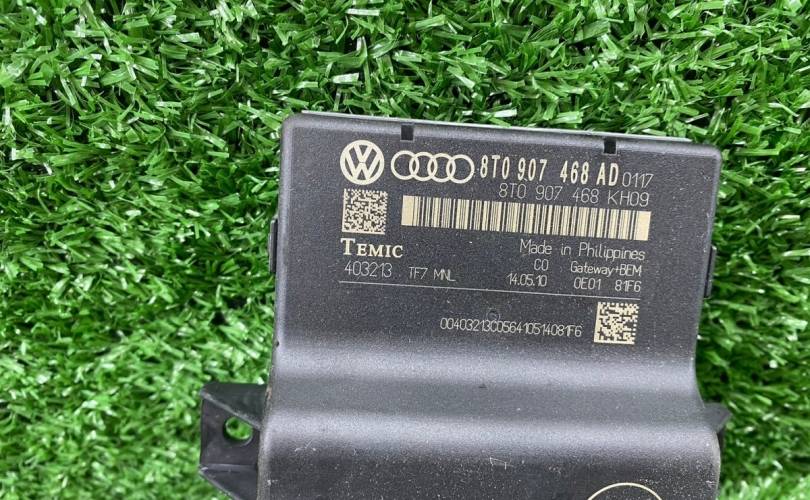 8T0 907 468 AD 0117
8T0 907 468 KH09
TEMIC
Made in Philippines
403213 TF7 MNL
C0 Gateway+BEM
14.05.10 0E01 81F6
00403213C05641051408​1F6